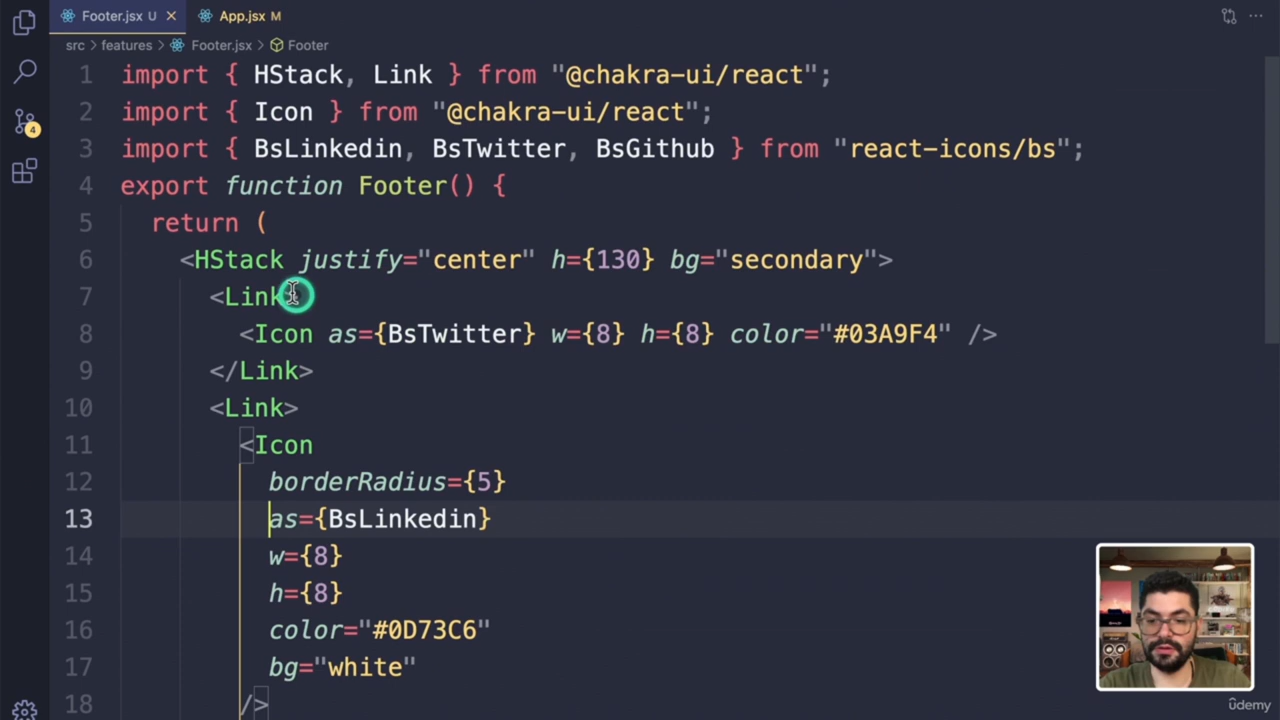 Footer.jsx U
App.jsx M
src > features > Footer.jsx > Footer
1 import { HStack, Link } from "@chakra-ui/react";
2 import { Icon } from "@chakra-ui/react";
3 import { BsLinkedin, BsTwitter, BsGithub } from "react-icons/bs";
4 export function Footer() {
5 return (
6 <HStack justify="center" h={130} bg="secondary">
7 <Link>
8 <Icon as={BsTwitter} w={8} h={8} color="#03A9F4" />
9 </Link>
10 <Link>
11 <Icon
12 borderRadius={5}
13 as={BsLinkedin}
14 w={8}
15 h={8}
16 color="#0D73C6"
17 bg="white"
18 />
4
ûdemy